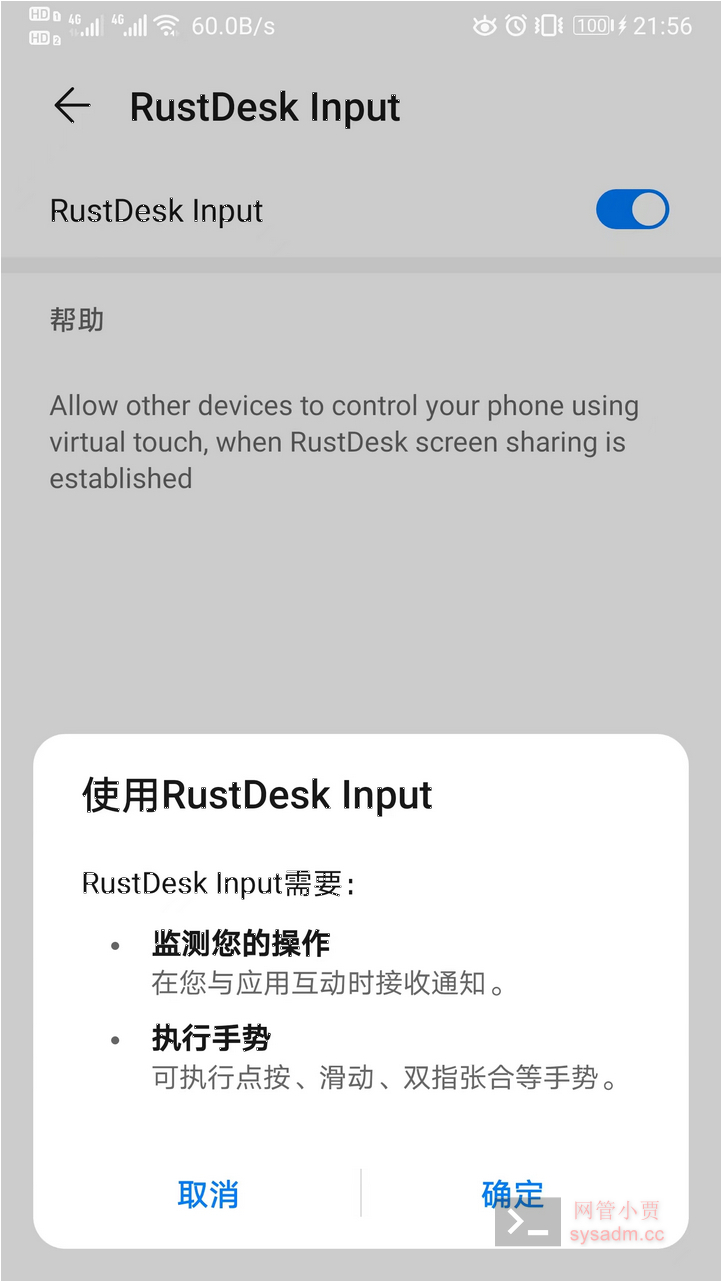 HD 1 4G 4G 60.0B/s 100 21:56
HD 2
RustDesk Input
RustDesk Input
帮助
Allow other devices to control your phone using
virtual touch, when RustDesk screen sharing is
established
使用RustDesk Input
RustDesk Input需要：
• 监测您的操作
在您与应用互动时接收通知。
• 执行手势
可执行点按、滑动、双指张合等手势。
取消 确定
网管小贾
sysadm.cc